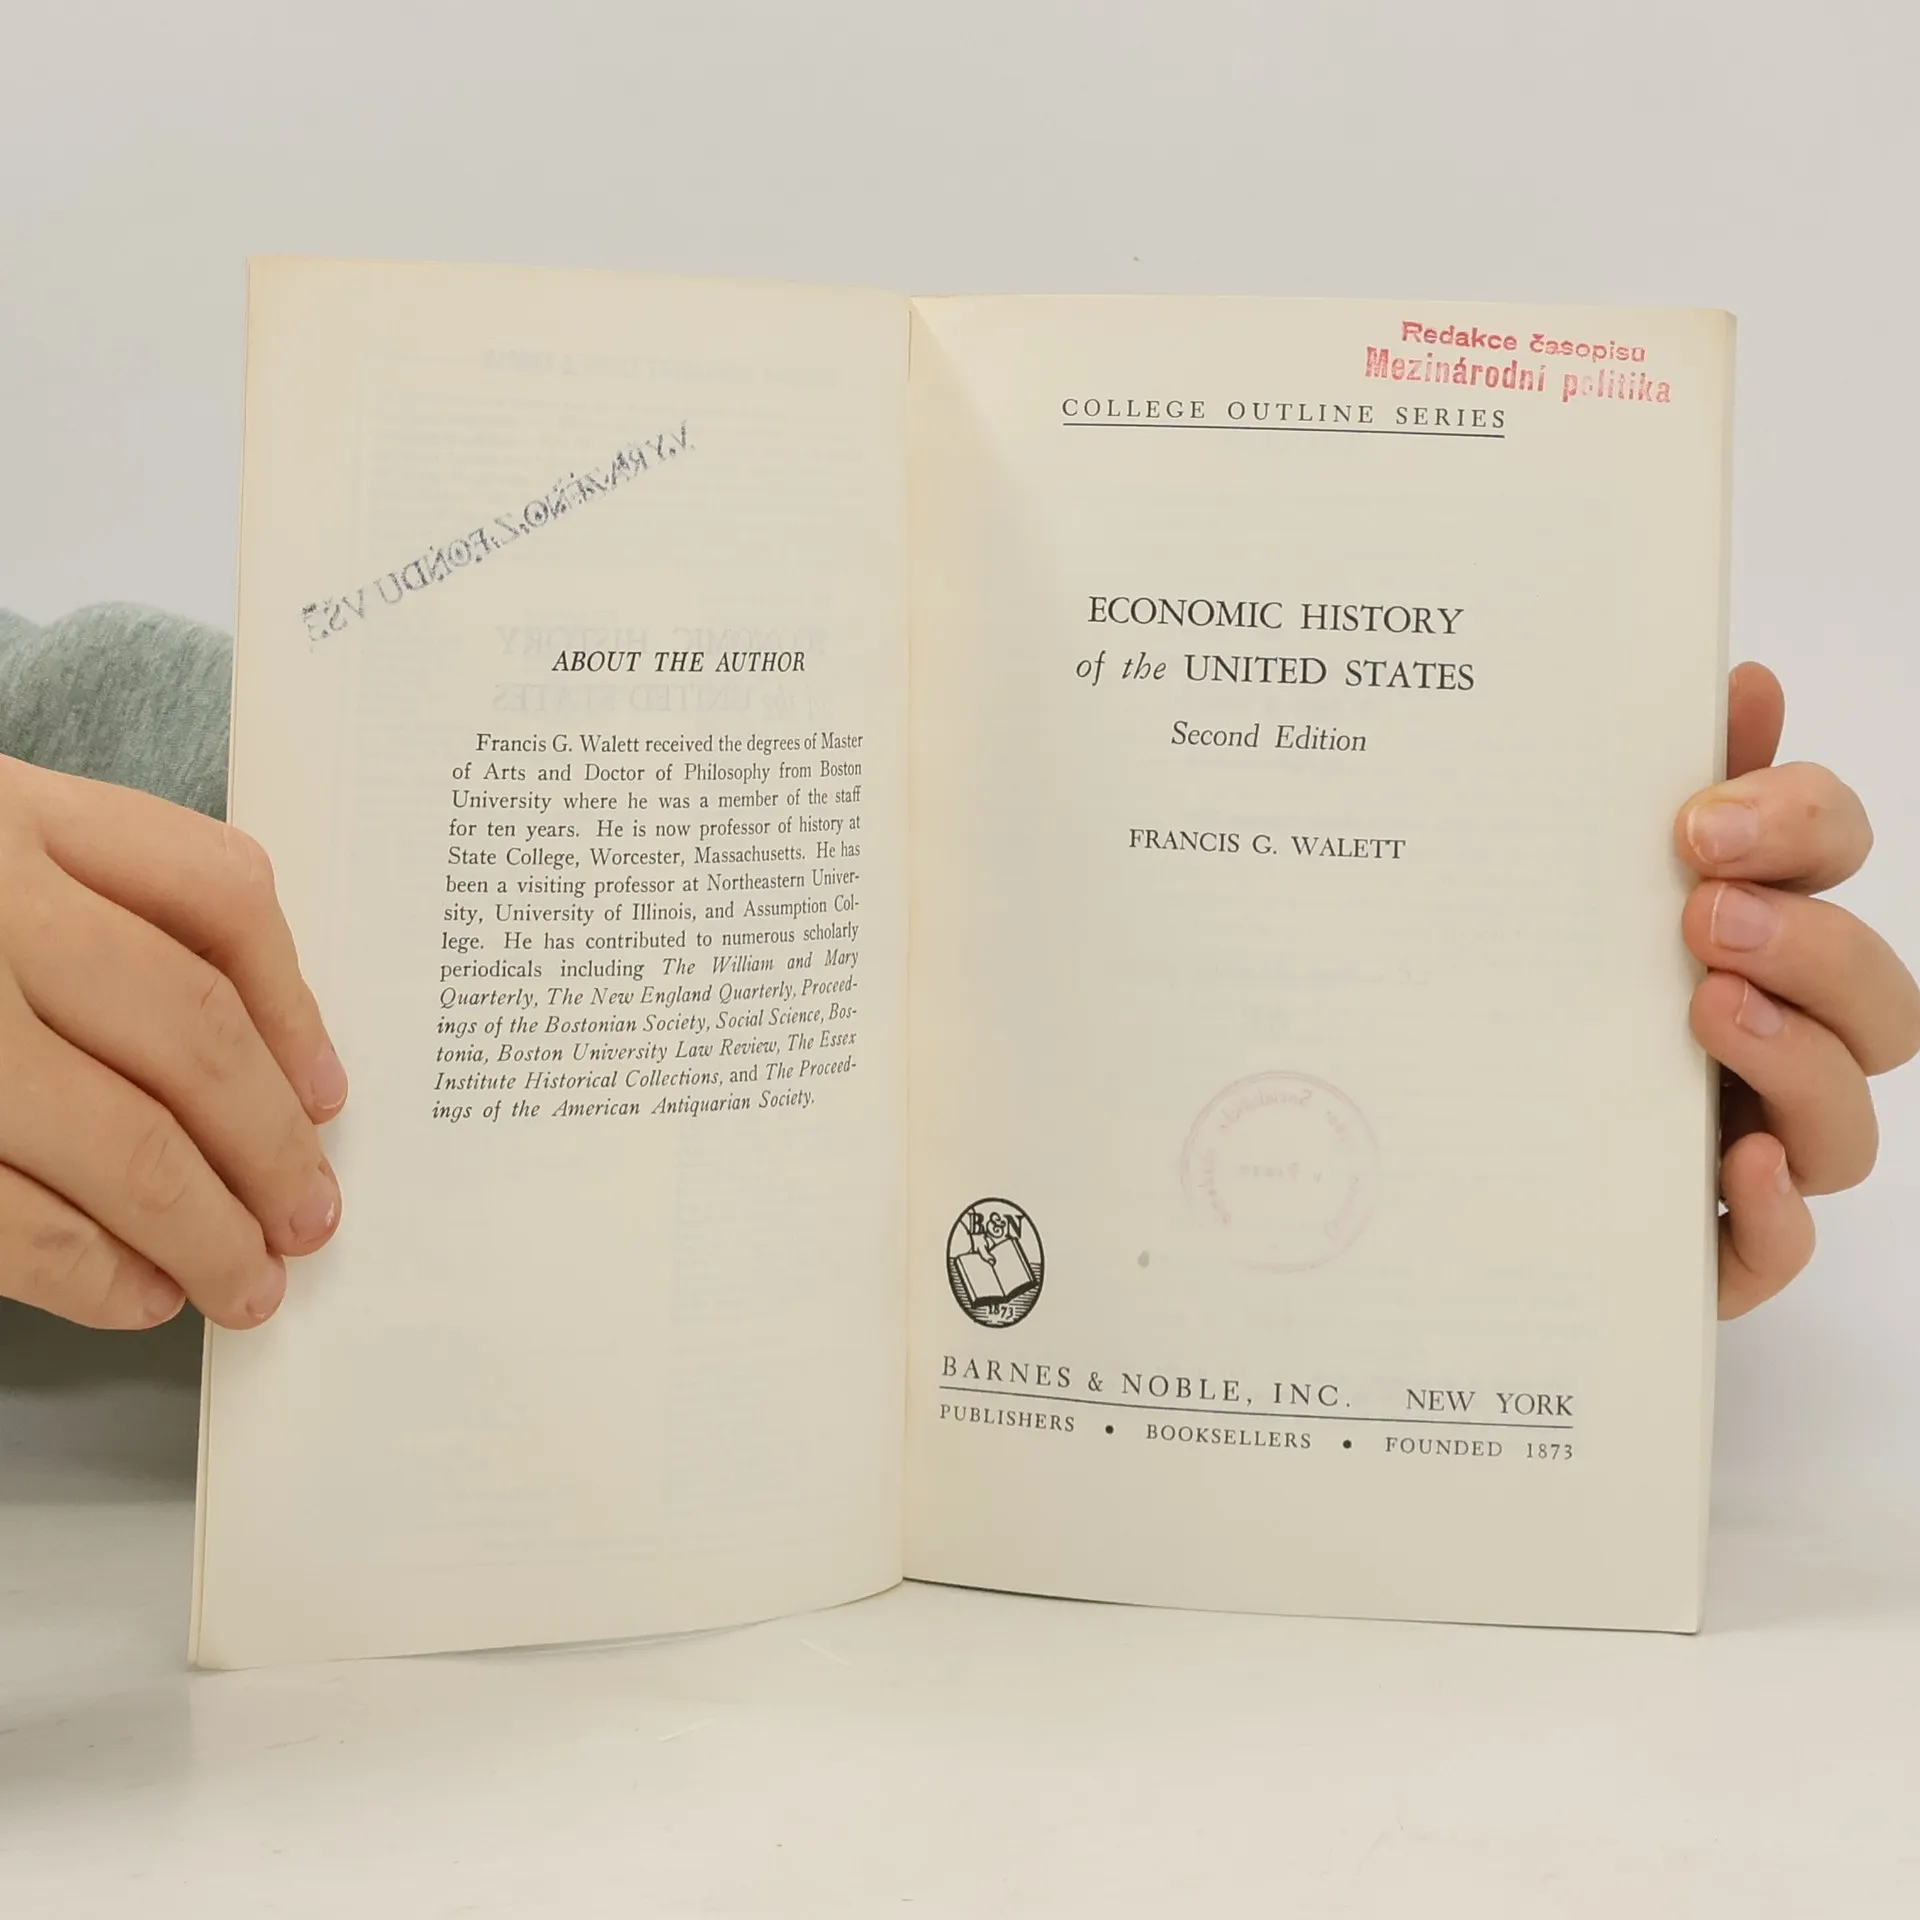 VYŘAZENO Z FONDU VŠE
ABOUT THE AUTHOR
Francis G. Walett received the degrees of Master
of Arts and Doctor of Philosophy from Boston
University where he was a member of the staff
for ten years. He is now professor of history at
State College, Worcester, Massachusetts. He has
been a visiting professor at Northeastern Univer-
sity, University of Illinois, and Assumption Col-
lege. He has contributed to numerous scholarly
periodicals including The William and Mary
Quarterly, The New England Quarterly, Proceed-
ings of the Bostonian Society, Social Science, Bos-
tonia, Boston University Law Review, The Essex
Institute Historical Collections, and The Proceed-
ings of the American Antiquarian Society.
Redakce časopisů
Mezinárodní politika
COLLEGE OUTLINE SERIES
ECONOMIC HISTORY
of the UNITED STATES
Second Edition
FRANCIS G. WALETT
B&N
1873
BARNES & NOBLE, INC. NEW YORK
PUBLISHERS • BOOKSELLERS • FOUNDED 1873